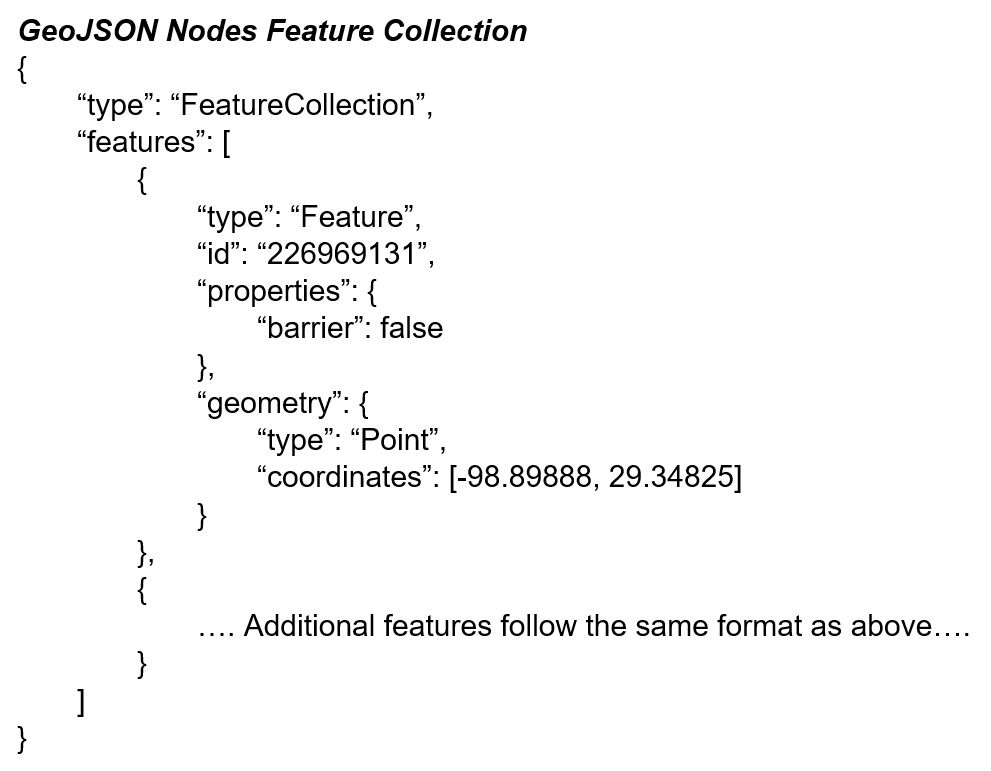 GeoJSON Nodes Feature Collection
{
“type”: “FeatureCollection”,
“features”: [
{
“type”: “Feature”,
“id”: “226969131”,
“properties”: {
“barrier”: false
},
“geometry”: {
“type”: “Point”,
“coordinates”: [-98.89888, 29.34825]
}
},
{
…. Additional features follow the same format as above….
}
]
}